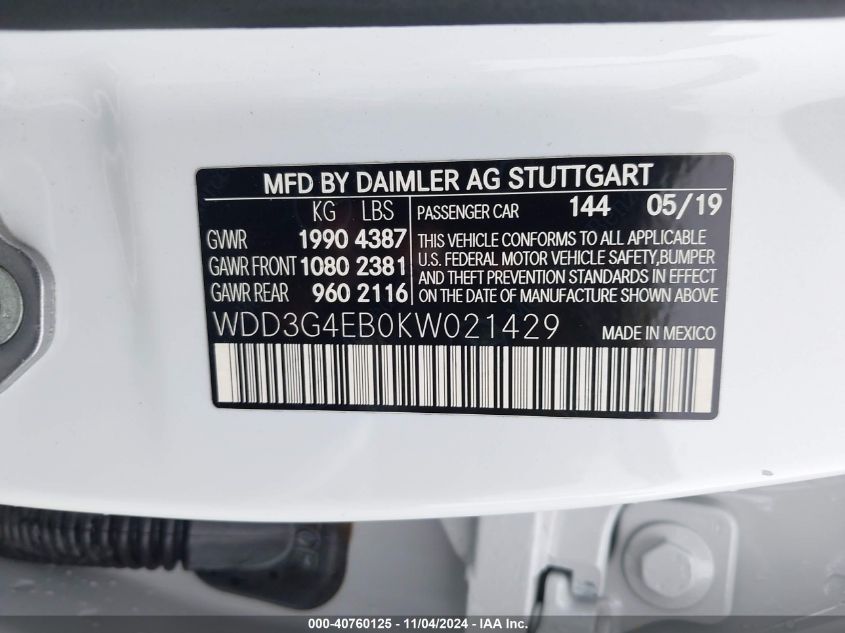 MFD BY DAIMLER AG STUTTGART
KG LBS PASSENGER CAR 144 05/19
GVWR 1990 4387 THIS VEHICLE CONFORMS TO ALL APPLICABLE
GAWR FRONT 1080 2381 U.S. FEDERAL MOTOR VEHICLE SAFETY,BUMPER
AND THEFT PREVENTION STANDARDS IN EFFECT
GAWR REAR 960 2116 ON THE DATE OF MANUFACTURE SHOWN ABOVE.
WDD3G4EB0KW021429 MADE IN MEXICO
000-40760125 - 11/04/2024 - IAA Inc.